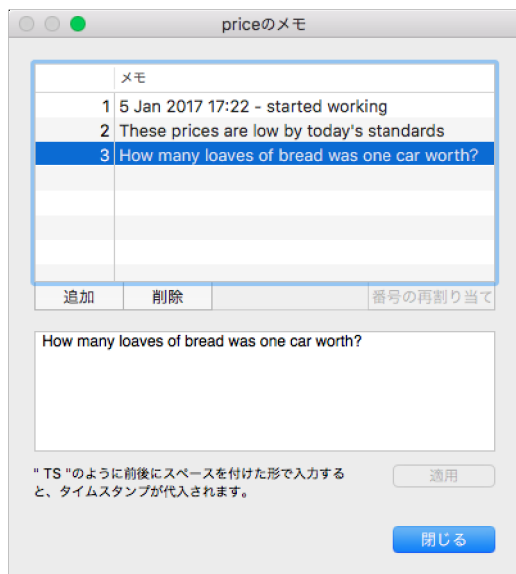 priceのメモ
メモ
1 5 Jan 2017 17:22 - started working
2 These prices are low by today's standards
3 How many loaves of bread was one car worth?
追加 削除 番号の再割り当て
How many loaves of bread was one car worth?
" TS "のように前後にスペースを付けた形で入力する
と、タイムスタンプが代入されます。
適用
閉じる